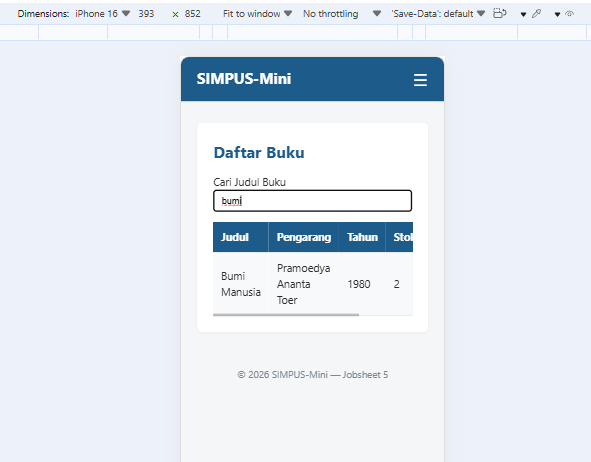 Dimensions: iPhone 16 393 × 852 Fit to window No throttling 'Save-Data': default
SIMPUS-Mini
Daftar Buku
Cari Judul Buku
bumi
Judul Pengarang Tahun Stok
Bumi Manusia Pramoedya Ananta Toer 1980 2
© 2026 SIMPUS-Mini — Jobsheet 5